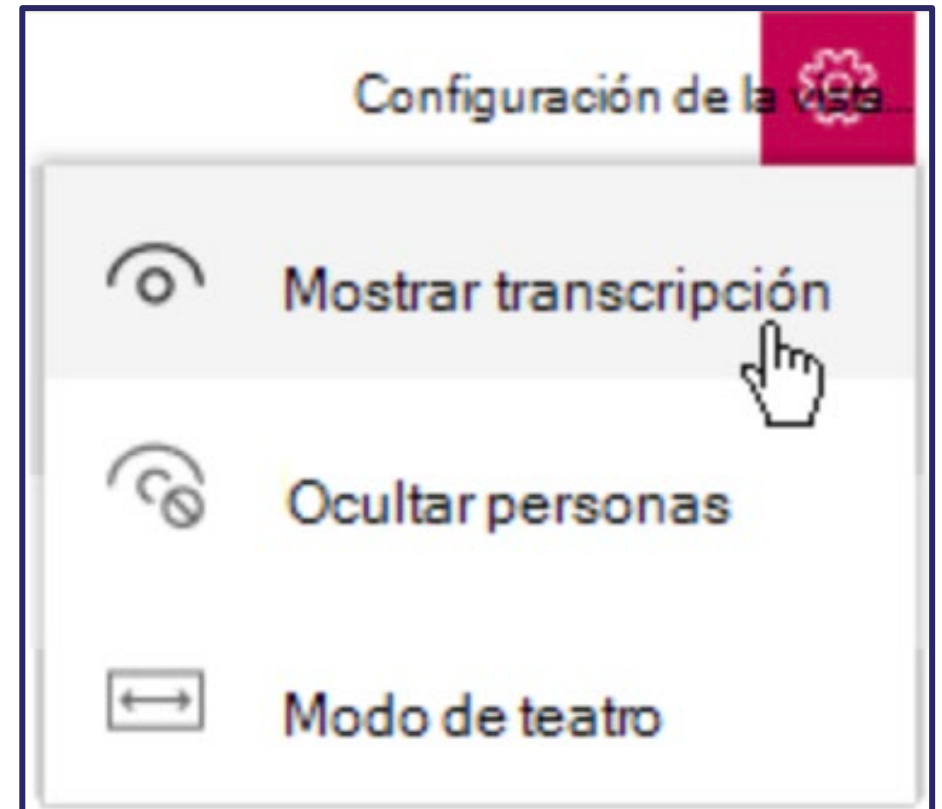 Configuración de la vista...
Mostrar transcripción
Ocultar personas
Modo de teatro